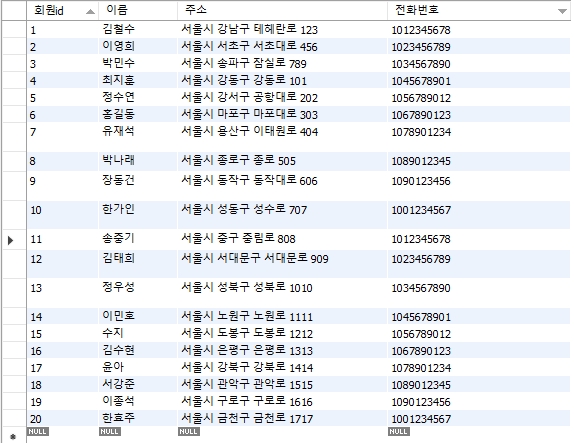 회원id 이름 주소 전화번호
1 김철수 서울시 강남구 테헤란로 123 1012345678
2 이영희 서울시 서초구 서초대로 456 1023456789
3 박민수 서울시 송파구 잠실로 789 1034567890
4 최지훈 서울시 강동구 강동로 101 1045678901
5 정수연 서울시 강서구 공항대로 202 1056789012
6 홍길동 서울시 마포구 마포대로 303 1067890123
7 유재석 서울시 용산구 이태원로 404 1078901234
8 박나래 서울시 종로구 종로 505 1089012345
9 장동건 서울시 동작구 동작대로 606 1090123456
10 한가인 서울시 성동구 성수로 707 1001234567
11 송중기 서울시 중구 중림로 808 1012345678
12 김태희 서울시 서대문구 서대문로 909 1023456789
13 정우성 서울시 성북구 성북로 1010 1034567890
14 이민호 서울시 노원구 노원로 1111 1045678901
15 수지 서울시 도봉구 도봉로 1212 1056789012
16 김수현 서울시 은평구 은평로 1313 1067890123
17 윤아 서울시 강북구 강북로 1414 1078901234
18 서강준 서울시 관악구 관악로 1515 1089012345
19 이종석 서울시 구로구 구로로 1616 1090123456
20 한효주 서울시 금천구 금천로 1717 1001234567
NULL NULL NULL NULL